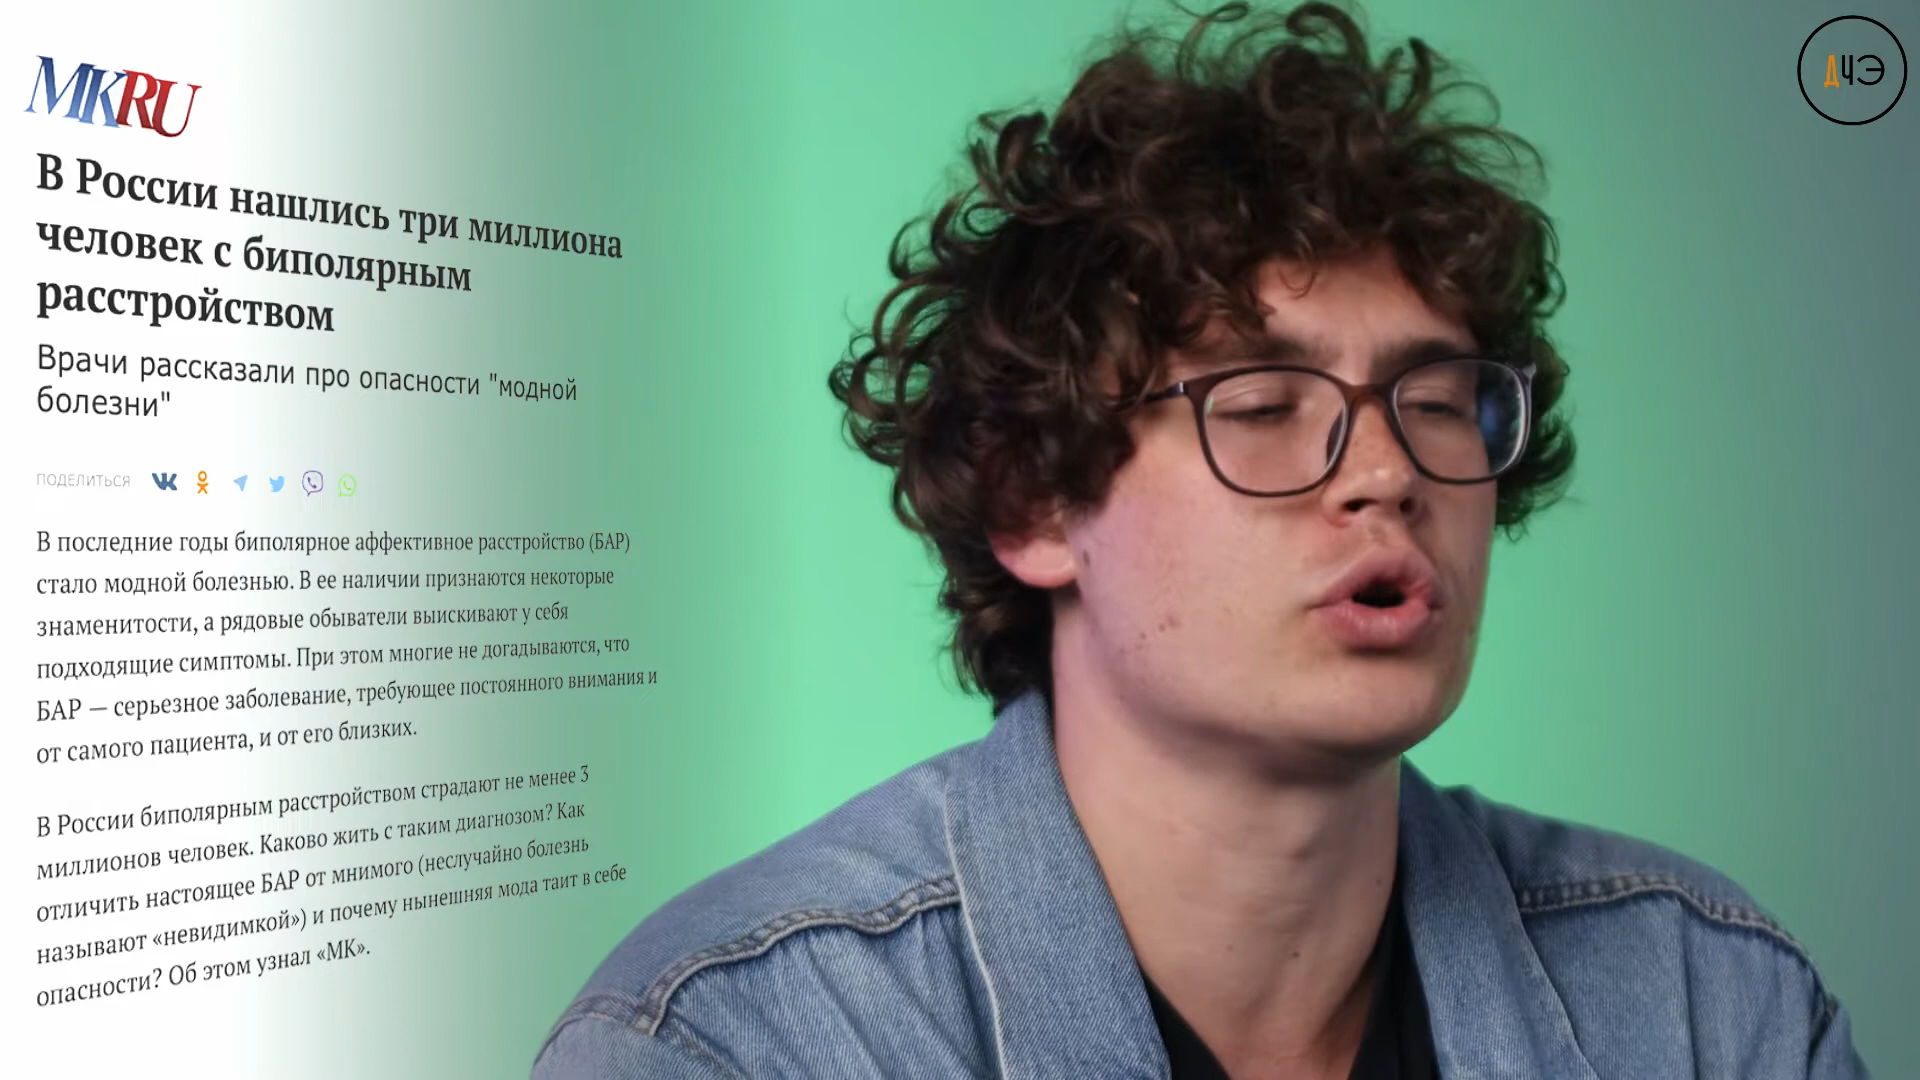 MKRU
В России нашлись три миллиона
человек с биполярным
расстройством
Врачи рассказали про опасности "модной
болезни"
ПОДЕЛИТЬСЯ
В последние годы биполярное аффективное расстройство (БАР)
стало модной болезнью. В ее наличии признаются некоторые
знаменитости, а рядовые обыватели выискивают у себя
подходящие симптомы. При этом многие не догадываются, что
БАР — серьезное заболевание, требующее постоянного внимания и
от самого пациента, и от его близких.
В России биполярным расстройством страдают не менее 3
миллионов человек. Каково жить с таким диагнозом? Как
отличить настоящее БАР от мнимого (неслучайно болезнь
называют «невидимкой») и почему нынешняя мода таит в себе
опасности? Об этом узнал «МК».
ДЧЭ